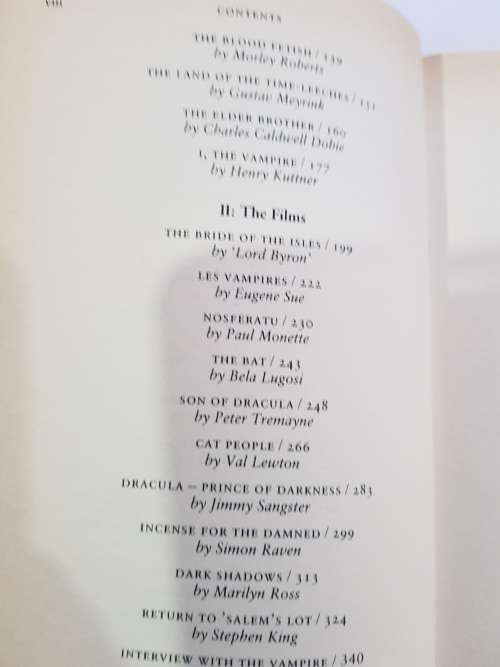 viii
CONTENTS
THE BLOOD FETISH / 139
by Morley Roberts
THE LAND OF THE TIME-LEECHES / 151
by Gustav Meyrink
THE ELDER BROTHER / 160
by Charles Caldwell Dobie
I, THE VAMPIRE / 177
by Henry Kuttner
II: The Films
THE BRIDE OF THE ISLES / 199
by 'Lord Byron'
LES VAMPIRES / 222
by Eugene Sue
NOSFERATU / 230
by Paul Monette
THE BAT / 243
by Bela Lugosi
SON OF DRACULA / 248
by Peter Tremayne
CAT PEOPLE / 266
by Val Lewton
DRACULA – PRINCE OF DARKNESS / 283
by Jimmy Sangster
INCENSE FOR THE DAMNED / 299
by Simon Raven
DARK SHADOWS / 313
by Marilyn Ross
RETURN TO 'SALEM'S LOT / 324
by Stephen King
INTERVIEW WITH THE VAMPIRE / 340